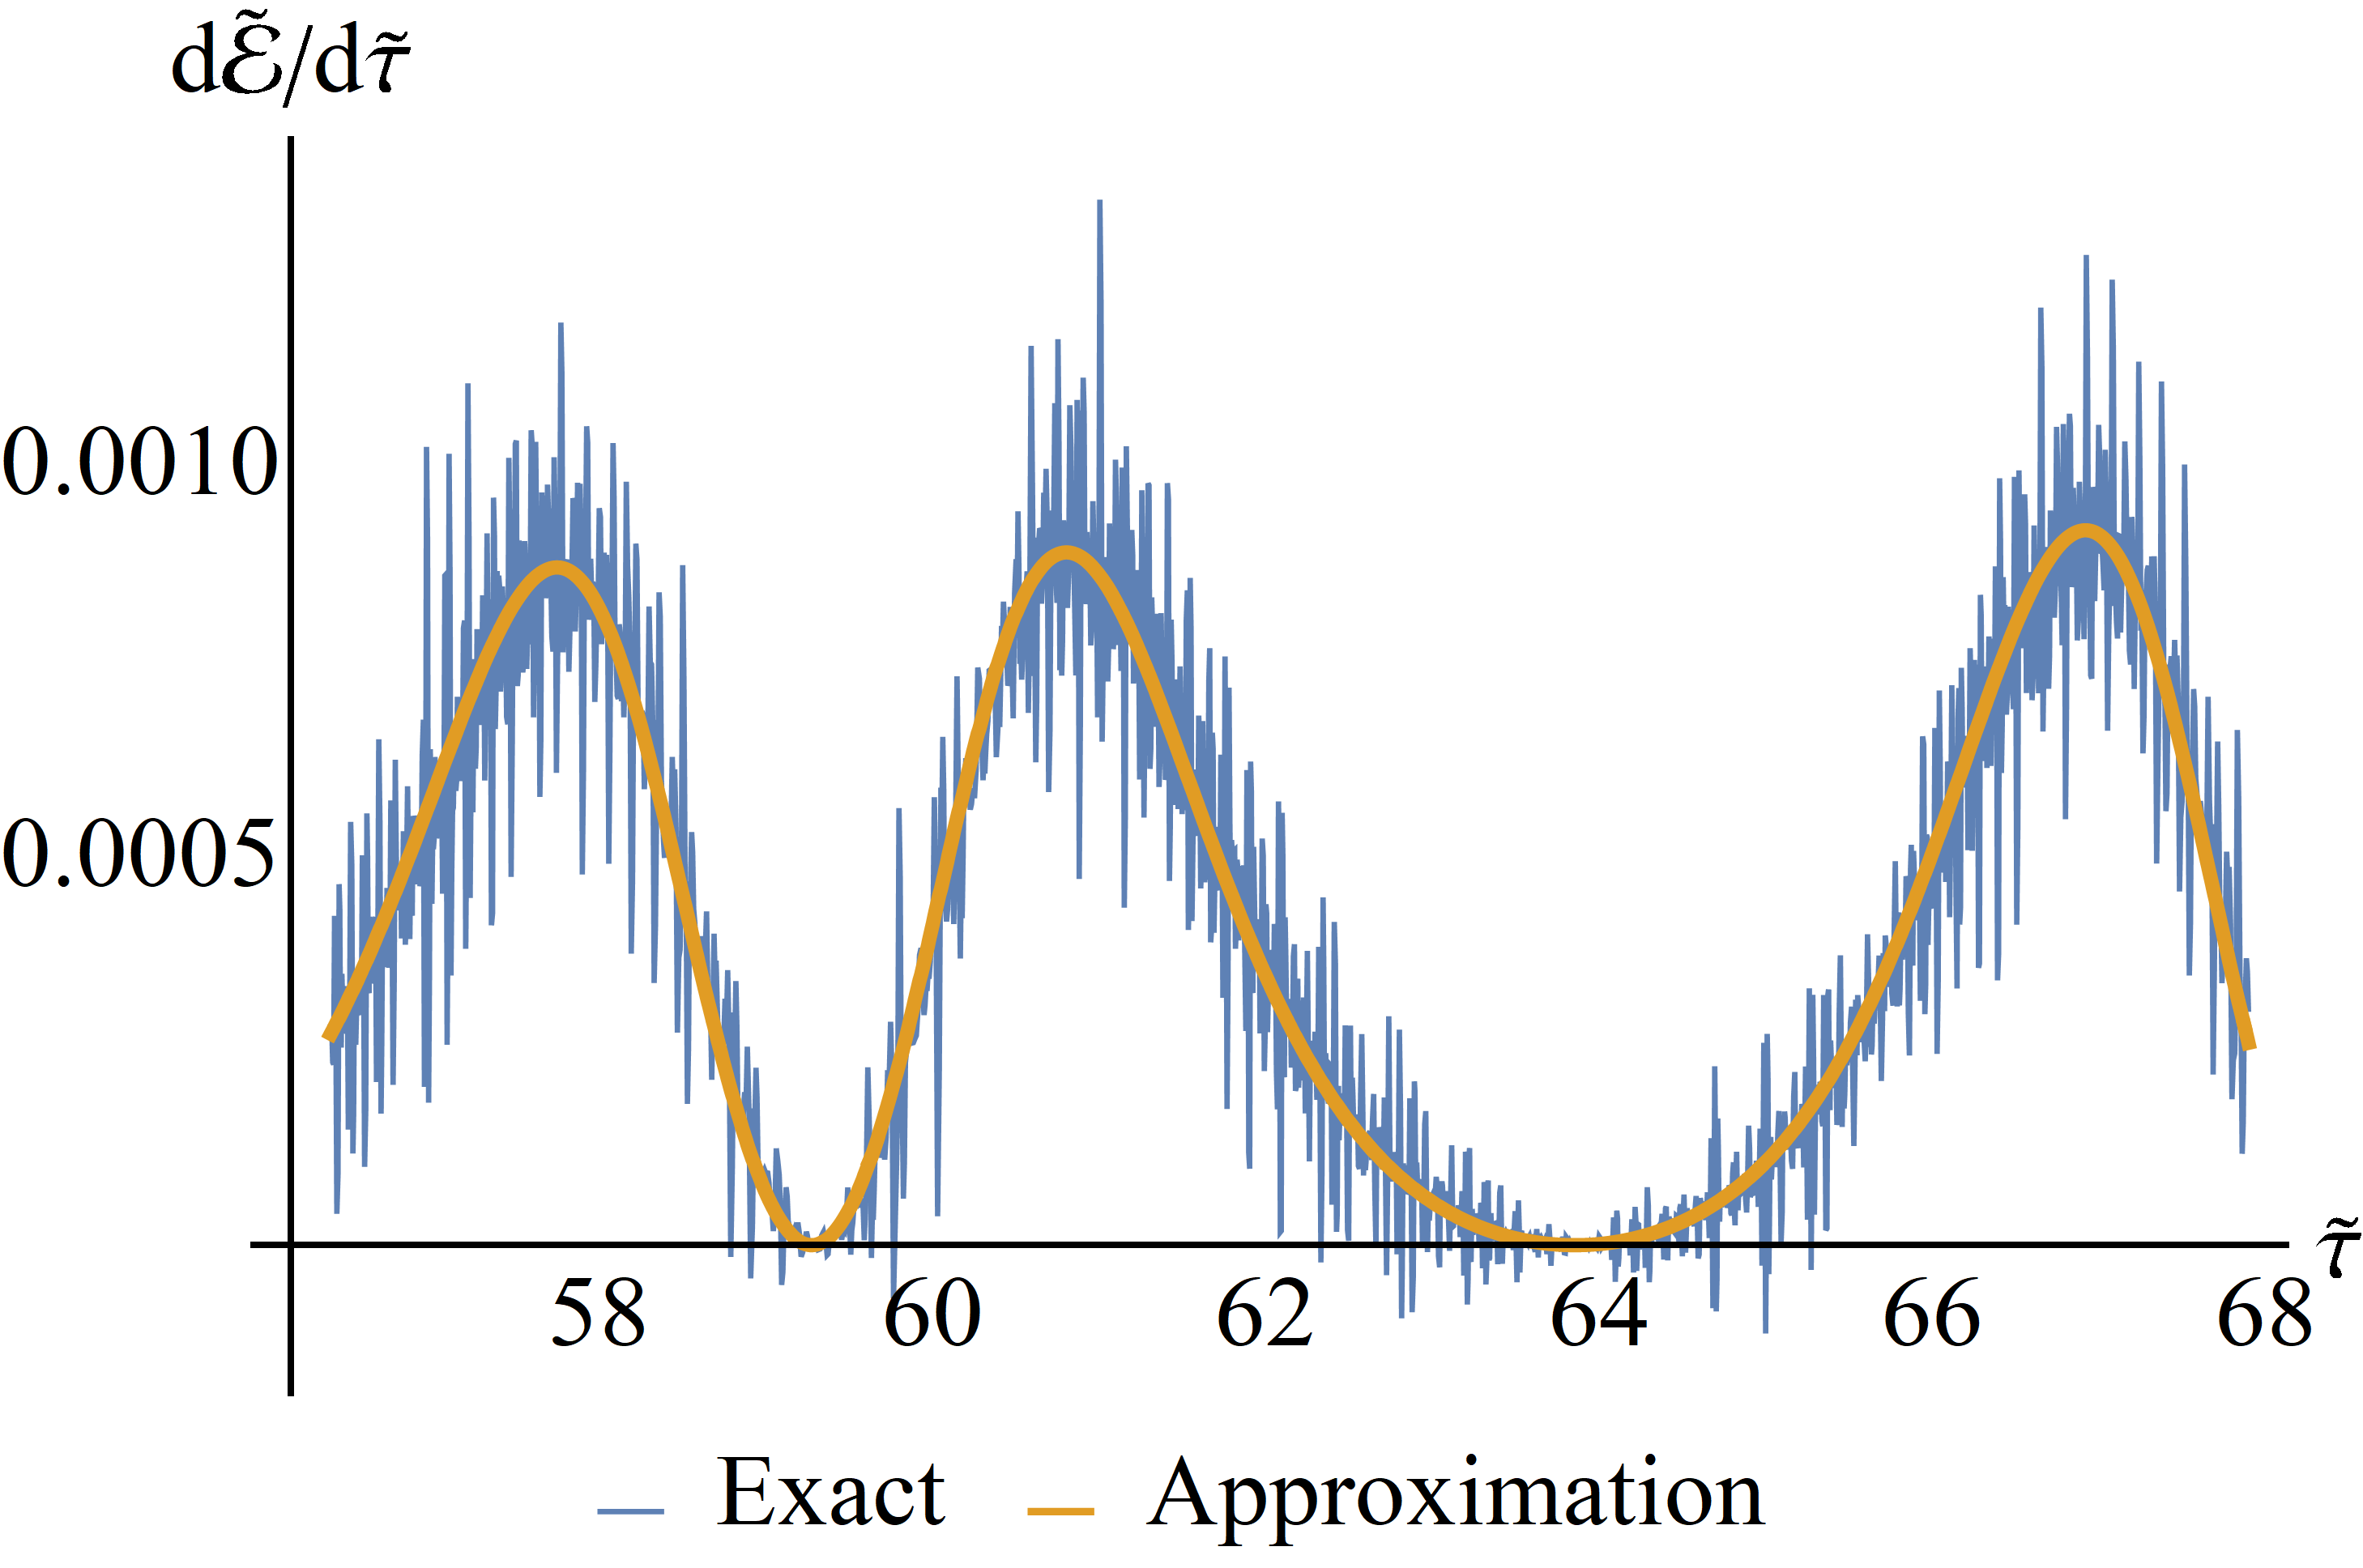 dℰ̃/dτ̃
0.0010
0.0005
58 60 62 64 66 68 τ̃
Exact Approximation